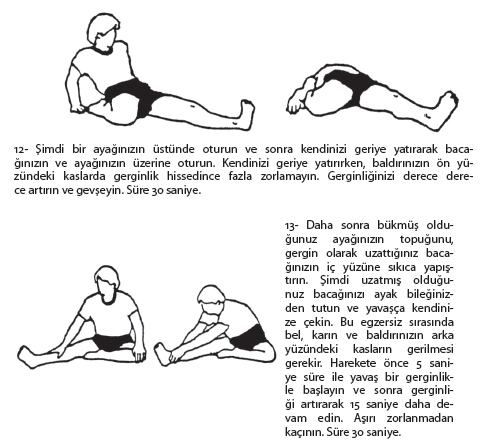 12- Şimdi bir ayağınızın üstünde oturun ve sonra kendinizi geriye yatırarak baca-
ğınızın ve ayağınızın üzerine oturun. Kendinizi geriye yatırırken, baldırınızın ön yü-
zündeki kaslarda gerginlik hissedince fazla zorlamayın. Gerginliğinizi derece dere-
ce artırın ve gevşeyin. Süre 30 saniye.
13- Daha sonra bükmüş oldu-
ğunuz ayağınızın topuğunu,
gergin olarak uzattığınız baca-
ğınızın iç yüzüne sıkıca yapış-
tırın. Şimdi uzatmış olduğu-
nuz bacağınızı ayak bileğiniz-
den tutun ve yavaşça kendini-
ze çekin. Bu egzersiz sırasında
bel, karın ve baldırınızın arka
yüzündeki kasların gerilmesi
gerekir. Harekete önce 5 sani-
ye süre ile yavaş bir gerginlik-
le başlayın ve sonra gerginli-
ği artırarak 15 saniye daha de-
vam edin. Aşırı zorlanmadan
kaçının. Süre 30 saniye.